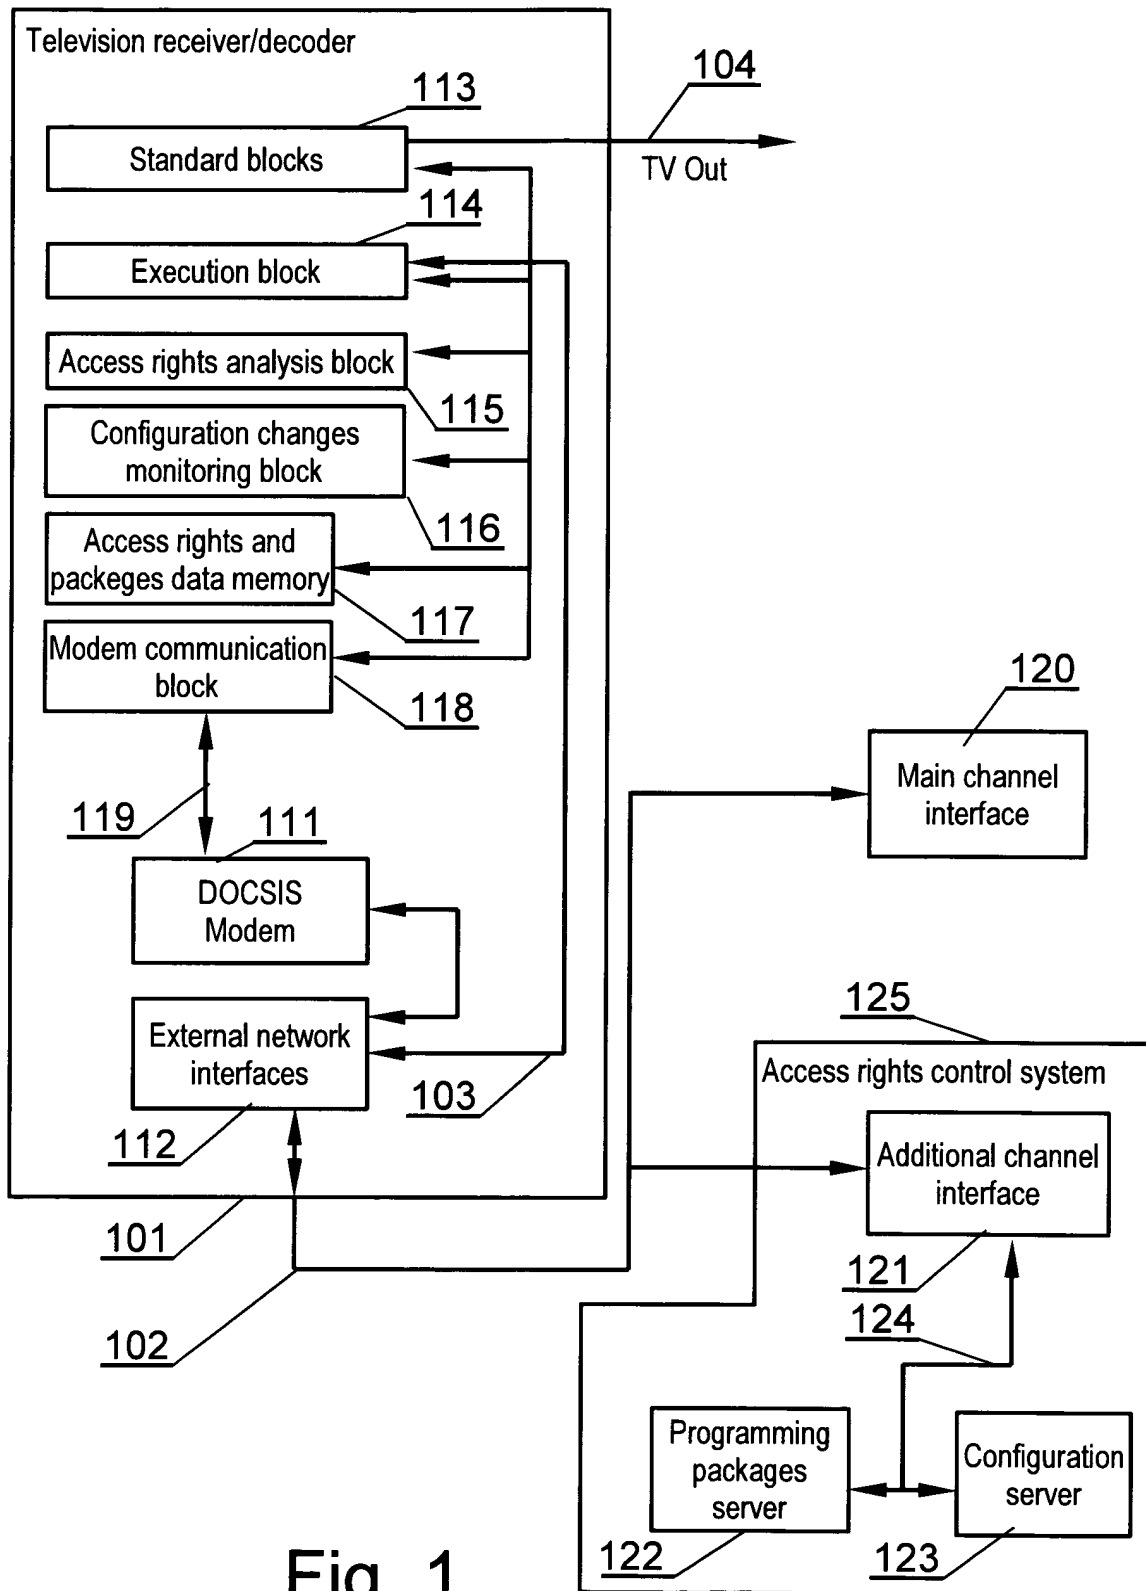 Television receiver/decoder
113
104
Standard blocks
TV Out
114
Execution block
Access rights analysis block
115
Configuration changes
monitoring block
116
Access rights and
packeges data memory
117
Modem communication
block
118
120
Main channel
interface
119
111
DOCSIS
Modem
125
External network
interfaces
103
Access rights control system
112
Additional channel
interface
101
121
102
124
Programming
packages
server
Configuration
server
122
123
Fig. 1